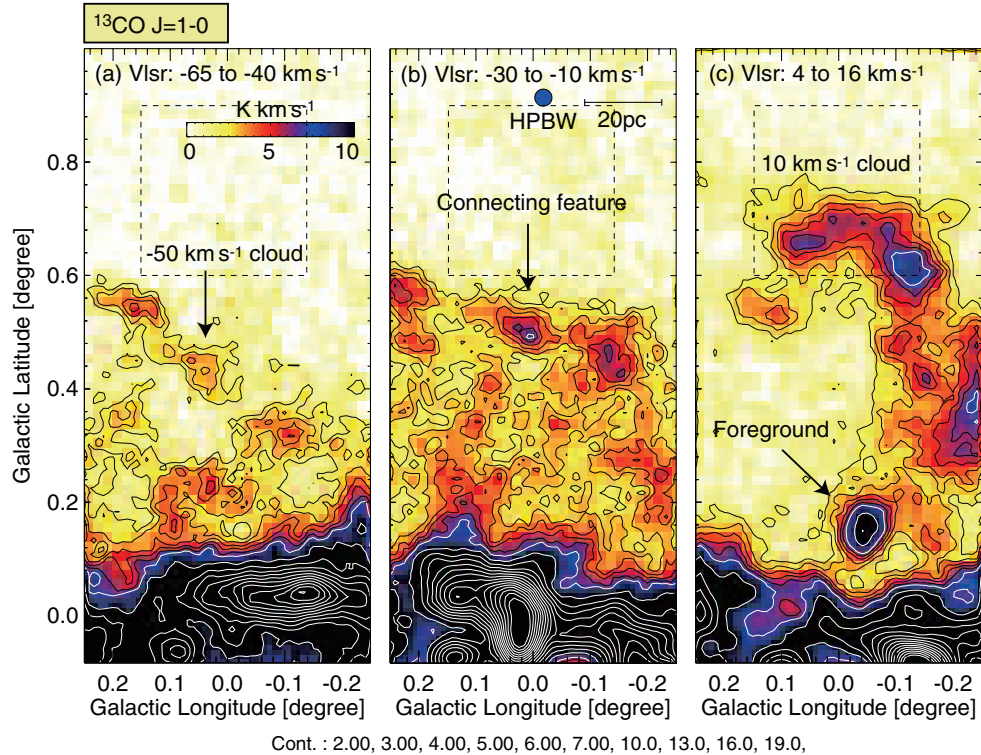 ¹³CO J=1-0
(a) Vlsr: -65 to -40 km s⁻¹
K km s⁻¹
0 5 10
-50 km s⁻¹ cloud
(b) Vlsr: -30 to -10 km s⁻¹
HPBW
20pc
Connecting feature
(c) Vlsr: 4 to 16 km s⁻¹
10 km s⁻¹ cloud
Foreground
Galactic Latitude [degree]
0.8
0.6
0.4
0.2
0.0
0.2 0.1 0.0 -0.1 -0.2
Galactic Longitude [degree]
0.2 0.1 0.0 -0.1 -0.2
Galactic Longitude [degree]
0.2 0.1 0.0 -0.1 -0.2
Galactic Longitude [degree]
Cont. : 2.00, 3.00, 4.00, 5.00, 6.00, 7.00, 10.0, 13.0, 16.0, 19.0,